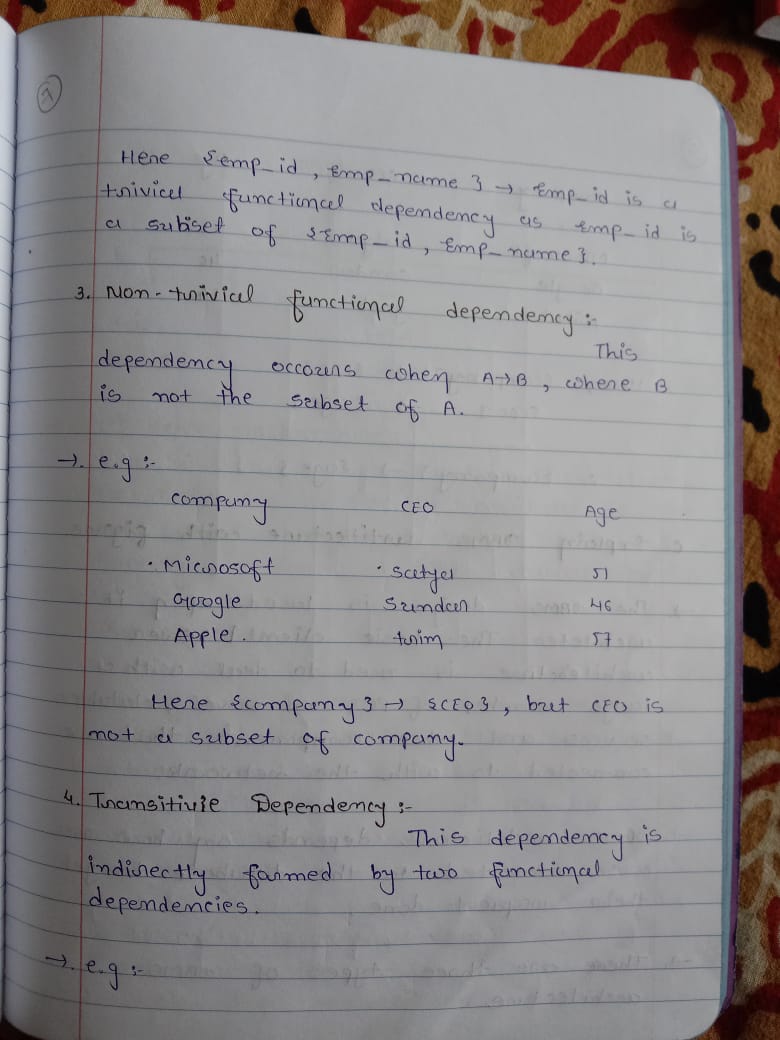 7
Here {emp_id, Emp_name} → Emp_id is a
trivial functional dependency as Emp_id is
a subset of {Emp_id, Emp_name}.
3. Non-trivial functional dependency :-
This
dependency occours when A→B, where B
is not the subset of A.
→. e.g :-
Company CEO Age
· Microsoft · Satya 51
Google Sundar 46
Apple. trim 57
Here {company} → {CEO}, but CEO is
not a subset of company.
4. Transitivie Dependency :-
This dependency is
indirectly formed by two functional
dependencies.
→. e.g :-